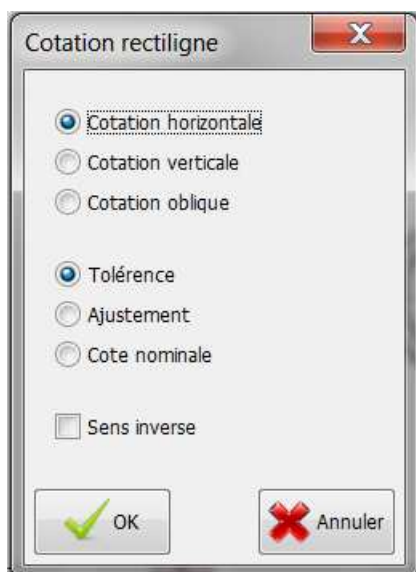 Cotation rectiligne
Cotation horizontale
Cotation verticale
Cotation oblique
Tolérence
Ajustement
Cote nominale
Sens inverse
OK
Annuler